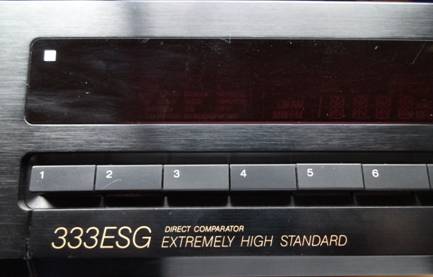 1 2 3 4 5 6
333ESG DIRECT COMPARATOR
EXTREMELY HIGH STANDARD